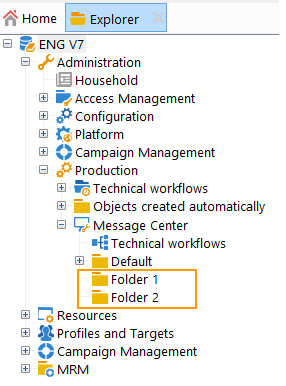 Home Explorer
ENG V7
Administration
Household
Access Management
Configuration
Platform
Campaign Management
Production
Technical workflows
Objects created automatically
Message Center
Technical workflows
Default
Folder 1
Folder 2
Resources
Profiles and Targets
Campaign Management
MRM